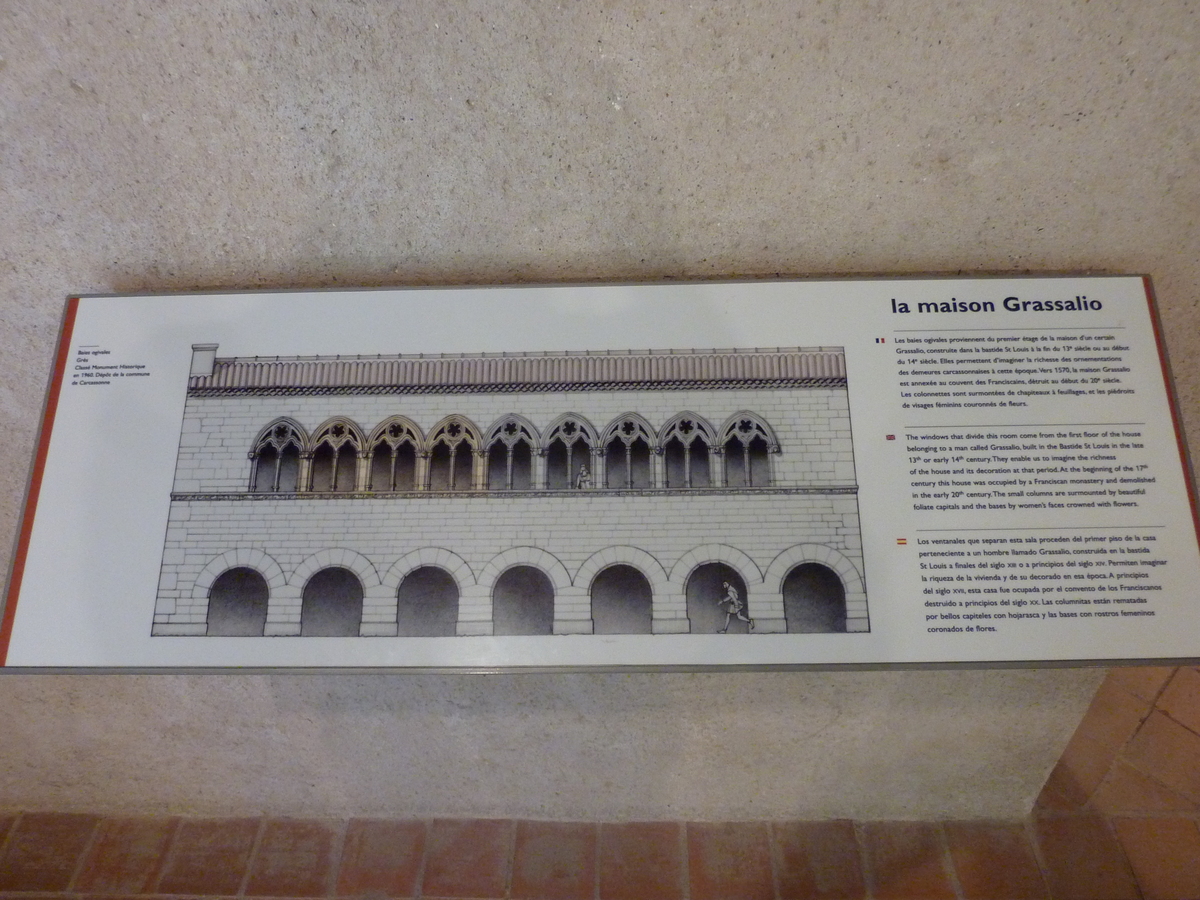 Baies ogivales
Grès
Classé Monument Historique
en 1960. Dépôt de la commune
de Carcassonne
la maison Grassalio
Les baies ogivales proviennent du premier étage de la maison d'un certain
Grassalio, construite dans la bastide St Louis à la fin du 13e siècle ou au début
du 14e siècle. Elles permettent d'imaginer la richesse des ornementations
des demeures carcassonnaises à cette époque. Vers 1570, la maison Grassalio
est annexée au couvent des Franciscains, détruit au début du 20e siècle.
Les colonnettes sont surmontées de chapiteaux à feuillages, et les piédroits
de visages féminins couronnés de fleurs.
The windows that divide this room come from the first floor of the house
belonging to a man called Grassalio, built in the Bastide St Louis in the late
13th or early 14th century. They enable us to imagine the richness
of the house and its decoration at that period. At the beginning of the 17th
century this house was occupied by a Franciscan monastery and demolished
in the early 20th century. The small columns are surmounted by beautiful
foliate capitals and the bases by women's faces crowned with flowers.
Los ventanales que separan esta sala proceden del primer piso de la casa
perteneciente a un hombre llamado Grassalio, construida en la bastida
St Louis a finales del siglo XIII o a principios del siglo XIV. Permiten imaginar
la riqueza de la vivienda y de su decorado en esa época. A principios
del siglo XVII, esta casa fue ocupada por el convento de los Franciscanos
destruido a principios del siglo XX. Las columnitas están rematadas
por bellos capiteles con hojarasca y las bases con rostros femeninos
coronados de flores.